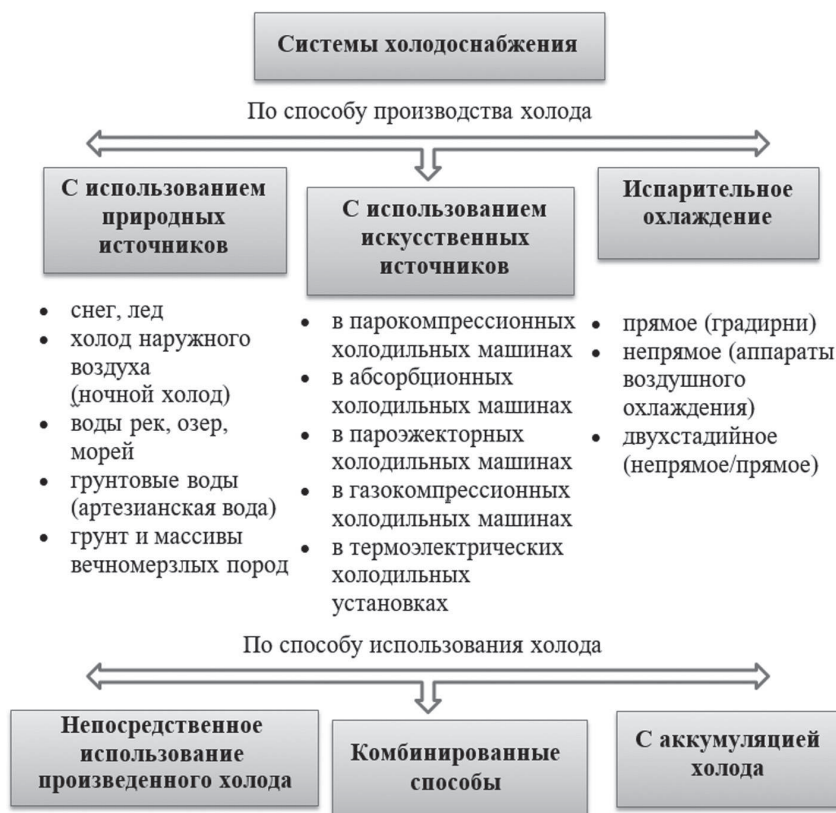 Системы холодоснабжения
По способу производства холода
С использованием
природных
источников
• снег, лед
• холод наружного
воздуха
(ночной холод)
• воды рек, озер,
морей
• грунтовые воды
(артезианская вода)
• грунт и массивы
вечномерзлых пород
С использованием
искусственных
источников
• в парокомпрессионных
холодильных машинах
• в абсорбционных
холодильных машинах
• в пароэжекторных
холодильных машинах
• в газокомпрессионных
холодильных машинах
• в термоэлектрических
холодильных
установках
Испарительное
охлаждение
• прямое (градирни)
• непрямое (аппараты
воздушного
охлаждения)
• двухстадийное
(непрямое/прямое)
По способу использования холода
Непосредственное
использование
произведенного холода
Комбинированные
способы
С аккумуляцией
холода